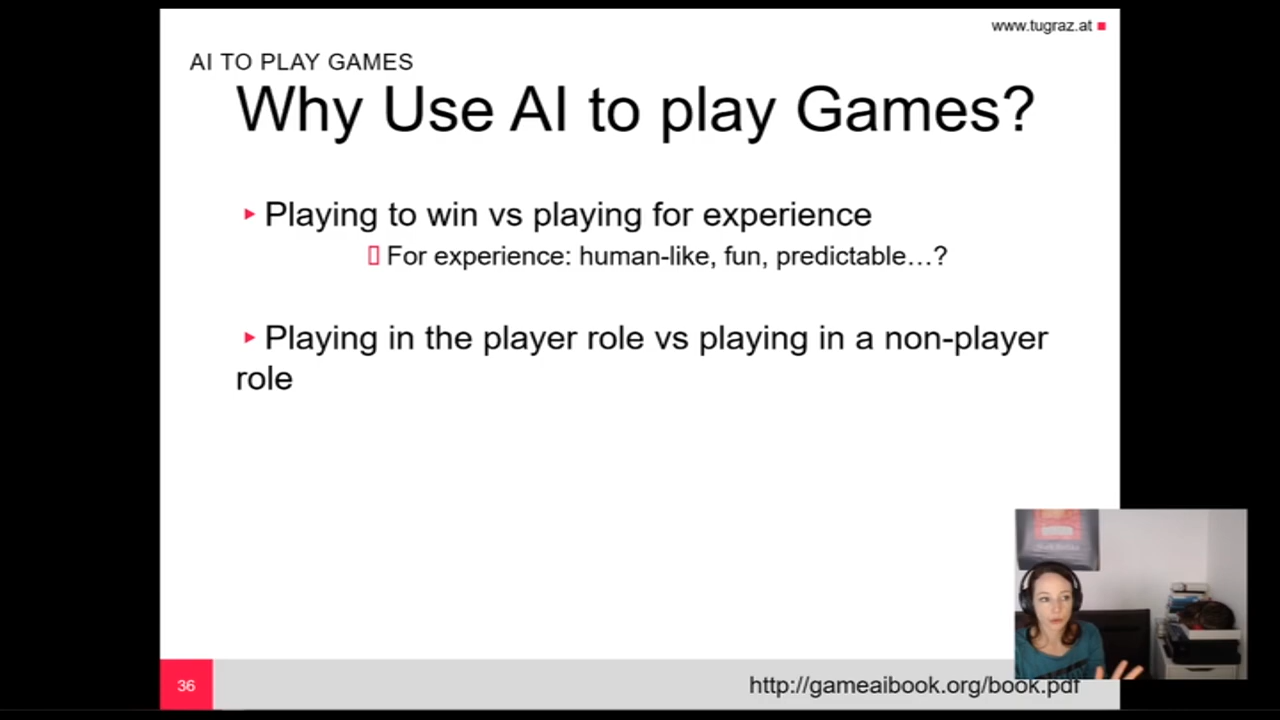 www.tugraz.at
AI TO PLAY GAMES
Why Use AI to play Games?
Playing to win vs playing for experience
For experience: human-like, fun, predictable…?
Playing in the player role vs playing in a non-player
role
36
http://gameaibook.org/book.pdf